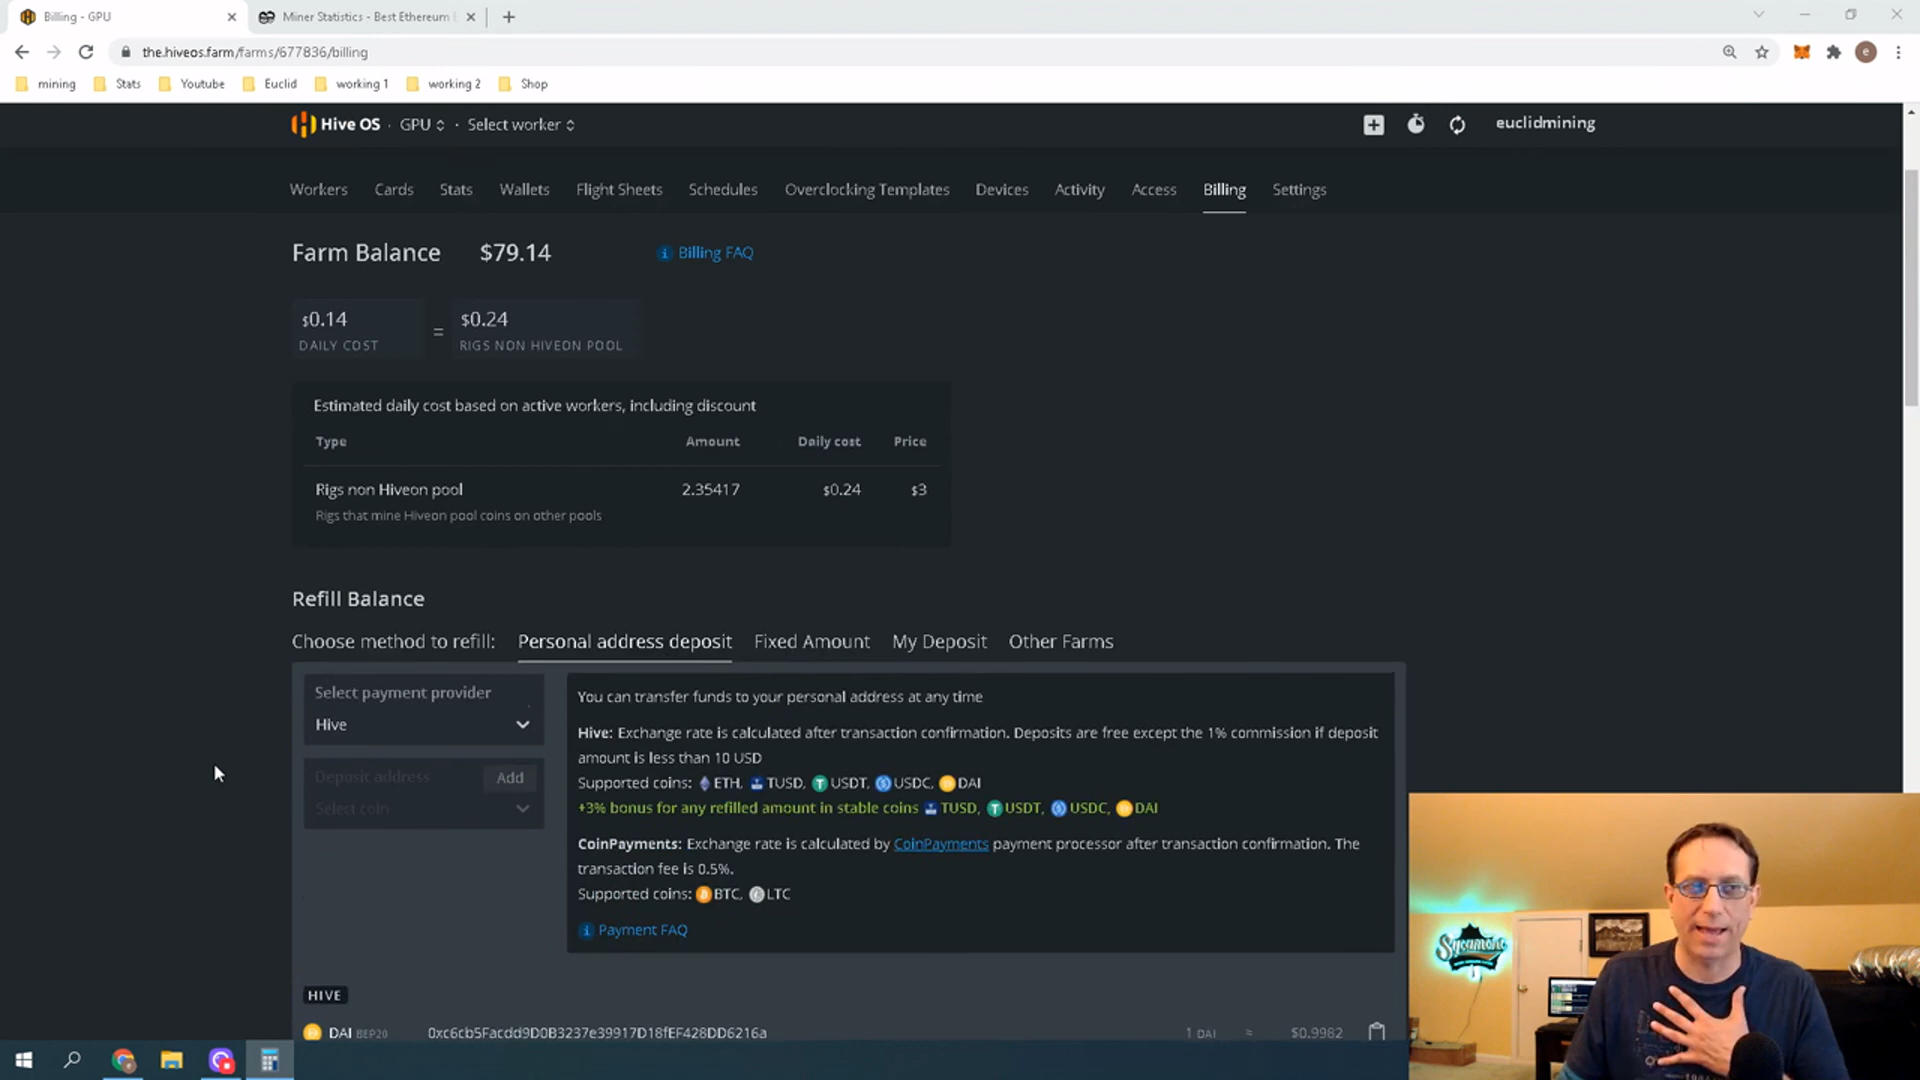 Billing - GPU
Miner Statistics - Best Ethereum
the.hiveos.farm/farms/677836/billing
e
mining
Stats
Youtube
Euclid
working 1
working 2
Shop
Hive OS · GPU · Select worker
euclidmining
Workers
Cards
Stats
Wallets
Flight Sheets
Schedules
Overclocking Templates
Devices
Activity
Access
Billing
Settings
Farm Balance $79.14
Billing FAQ
$0.14 = $0.24
DAILY COST RIGS NON HIVEON POOL
Estimated daily cost based on active workers, including discount
Type Amount Daily cost Price
Rigs non Hiveon pool 2.35417 $0.24 $3
Rigs that mine Hiveon pool coins on other pools
Refill Balance
Choose method to refill: Personal address deposit Fixed Amount My Deposit Other Farms
Select payment provider
Hive
Deposit address
Add
Select coin
You can transfer funds to your personal address at any time
Hive: Exchange rate is calculated after transaction confirmation. Deposits are free except the 1% commission if deposit
amount is less than 10 USD
Supported coins: ETH, TUSD, USDT, USDC, DAI
+3% bonus for any refilled amount in stable coins TUSD, USDT, USDC, DAI
CoinPayments: Exchange rate is calculated by CoinPayments payment processor after transaction confirmation. The
transaction fee is 0.5%.
Supported coins: BTC, LTC
Payment FAQ
HIVE
DAI BEP20 0xc6cb5Facdd9D0B3237e39917D18fEF428DD6216a 1 DAI ≈ $0.9982
Sycamore